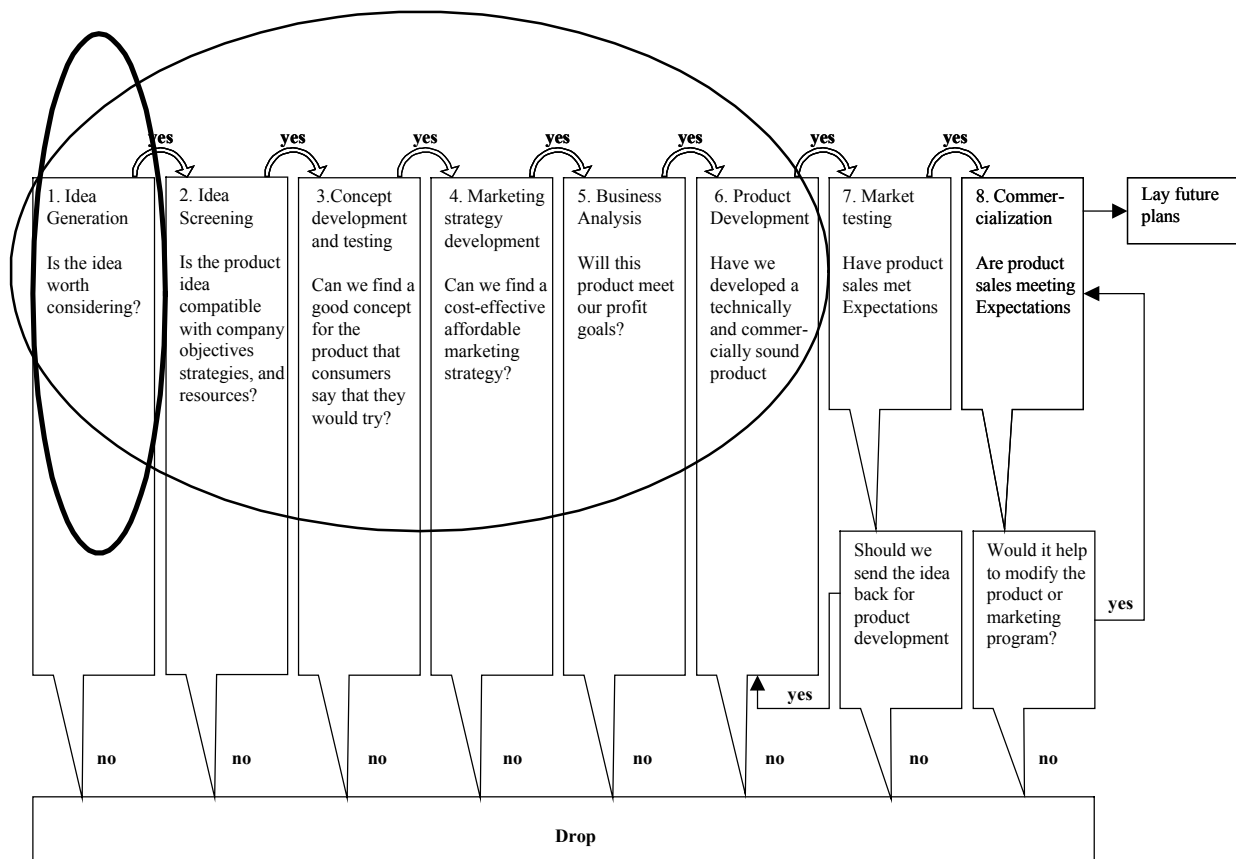 yes
yes
yes
yes
yes
yes
yes
1. Idea
Generation
Is the idea
worth
considering?
2. Idea
Screening
Is the product
idea
compatible
with company
objectives
strategies, and
resources?
3.Concept
development
and testing
Can we find a
good concept
for the
product that
consumers
say that they
would try?
4. Marketing
strategy
development
Can we find a
cost-effective
affordable
marketing
strategy?
5. Business
Analysis
Will this
product meet
our profit
goals?
6. Product
Development
Have we
developed a
technically
and commer-
cially sound
product
7. Market
testing
Have product
sales met
Expectations
8. Commer-
cialization
Are product
sales meeting
Expectations
Lay future
plans
Should we
send the idea
back for
product
development
Would it help
to modify the
product or
marketing
program?
yes
yes
no
no
no
no
no
no
no
no
Drop